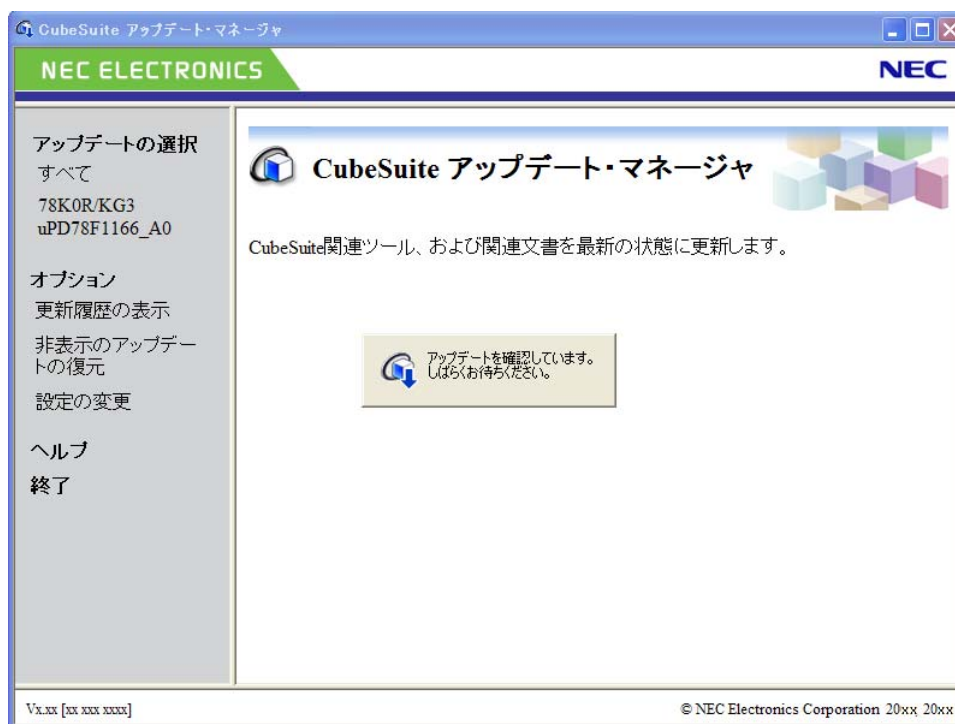 CubeSuite アップデート・マネージャ
NEC ELECTRONICS
NEC
アップデートの選択
すべて
78K0R/KG3
uPD78F1166_A0
オプション
更新履歴の表示
非表示のアップデー
トの復元
設定の変更
ヘルプ
終了
CubeSuite アップデート・マネージャ
CubeSuite関連ツール、および関連文書を最新の状態に更新します。
アップデートを確認しています。
しばらくお待ちください。
Vx.xx [xx xxx xxxx]
© NEC Electronics Corporation 20xx, 20xx